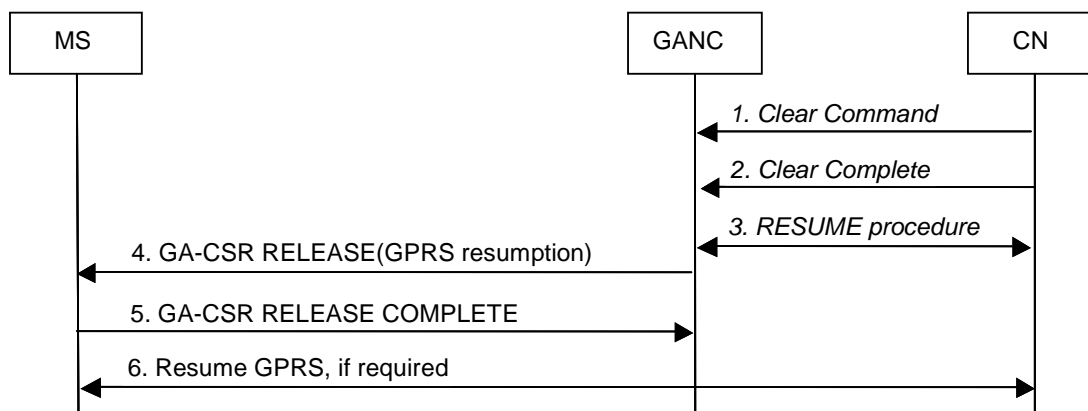 MS
GANC
CN
1. Clear Command
2. Clear Complete
3. RESUME procedure
4. GA-CSR RELEASE(GPRS resumption)
5. GA-CSR RELEASE COMPLETE
6. Resume GPRS, if required